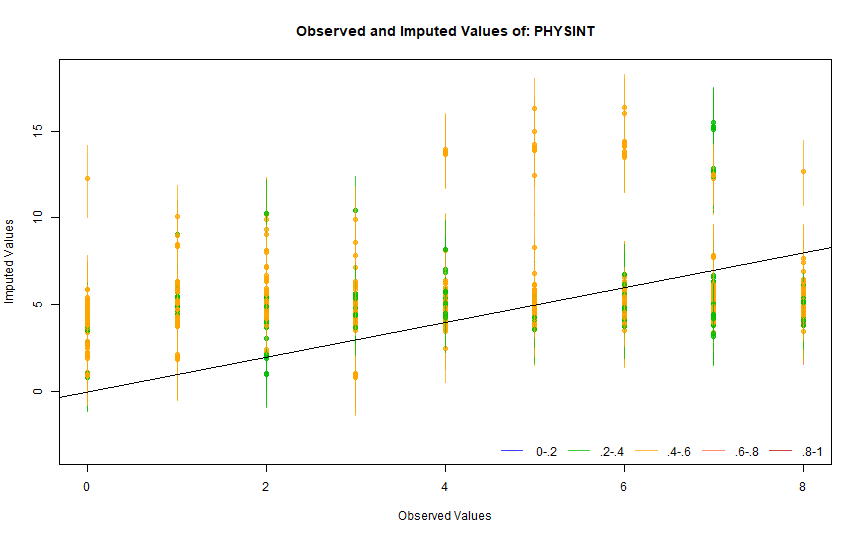 Observed and Imputed Values of: PHYSINT
Imputed Values
15
10
5
0
0-.2 .2-.4 .4-.6 .6-.8 .8-1
0 2 4 6 8
Observed Values